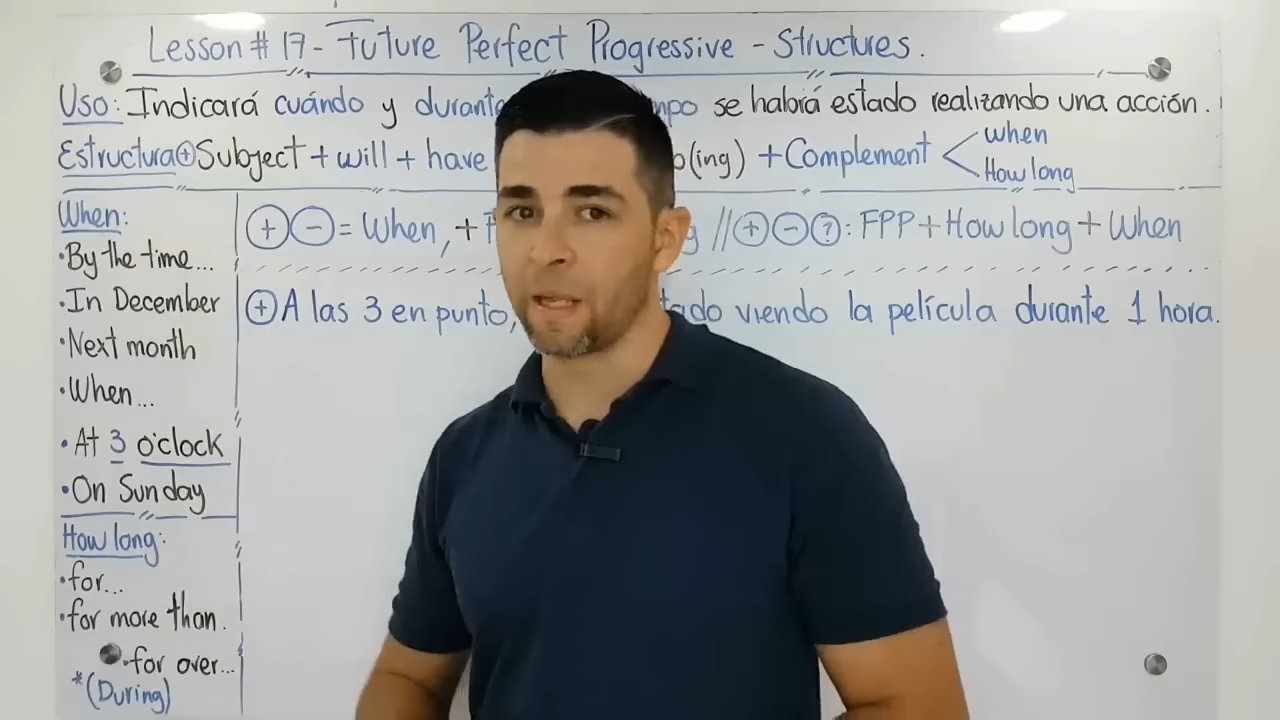 Lesson # 17 - Future Perfect Progressive - Structures.
Uso: Indicará cuándo y durante se habrá estado realizando una acción.
Estructura⊕ Subject + will + have (ing) + Complement < when
How long
When:
⊕⊖ = When, + // ⊕⊖?: FPP + How long + When
• By the time...
• In December
⊕ A las 3 en punto, viendo la película durante 1 hora.
• Next month
• When...
• At 3 o'clock
• On Sunday
How long:
• for...
• for more than.
• for over...
*(During)